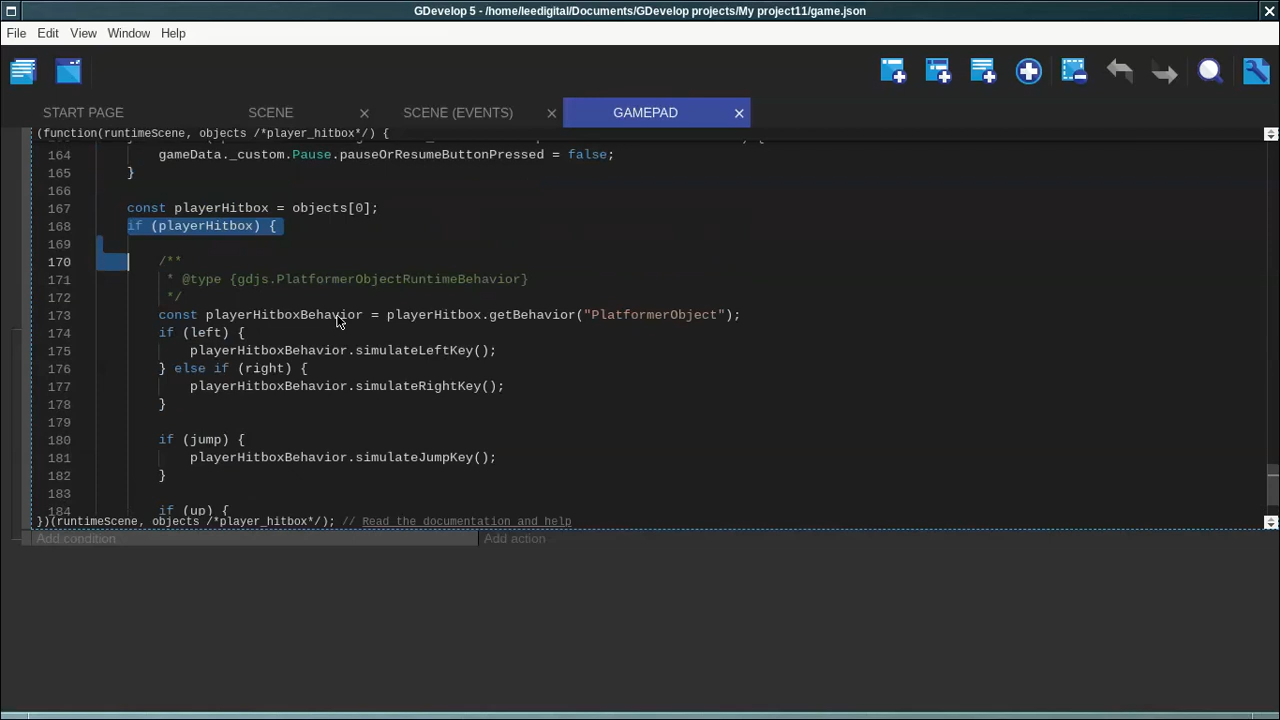 GDevelop 5 - /home/leedigital/Documents/GDevelop projects/My project11/game.json
File Edit View Window Help
START PAGE SCENE SCENE (EVENTS) GAMEPAD
(function(runtimeScene, objects /*player_hitbox*/) {
164 gameData._custom.Pause.pauseOrResumeButtonPressed = false;
165 }
166
167 const playerHitbox = objects[0];
168 if (playerHitbox) {
169
170 /**
171 * @type {gdjs.PlatformerObjectRuntimeBehavior}
172 */
173 const playerHitboxBehavior = playerHitbox.getBehavior("PlatformerObject");
174 if (left) {
175 playerHitboxBehavior.simulateLeftKey();
176 } else if (right) {
177 playerHitboxBehavior.simulateRightKey();
178 }
179
180 if (jump) {
181 playerHitboxBehavior.simulateJumpKey();
182 }
183
184 if (up) {
})(runtimeScene, objects /*player_hitbox*/); // Read the documentation and help
Add condition Add action